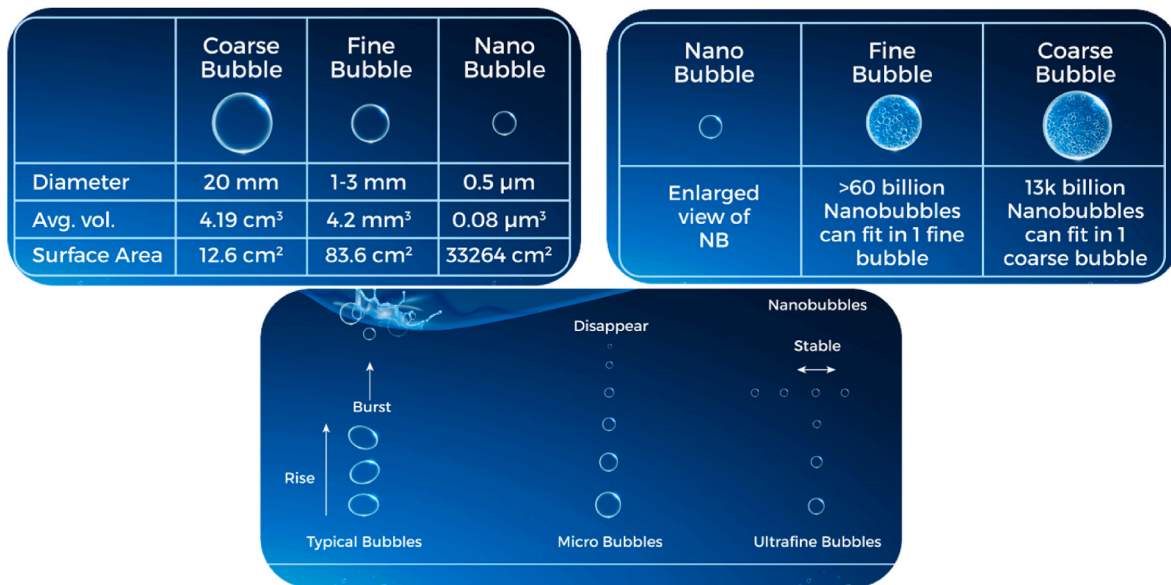 Coarse Bubble
Fine Bubble
Nano Bubble
Diameter
20 mm
1-3 mm
0.5 µm
Avg. vol.
4.19 cm³
4.2 mm³
0.08 µm³
Surface Area
12.6 cm²
83.6 cm²
33264 cm²
Nano Bubble
Fine Bubble
Coarse Bubble
Enlarged
view of
NB
>60 billion
Nanobubbles
can fit in 1 fine
bubble
13k billion
Nanobubbles
can fit in 1
coarse bubble
Nanobubbles
Disappear
Stable
Burst
Rise
Typical Bubbles
Micro Bubbles
Ultrafine Bubbles